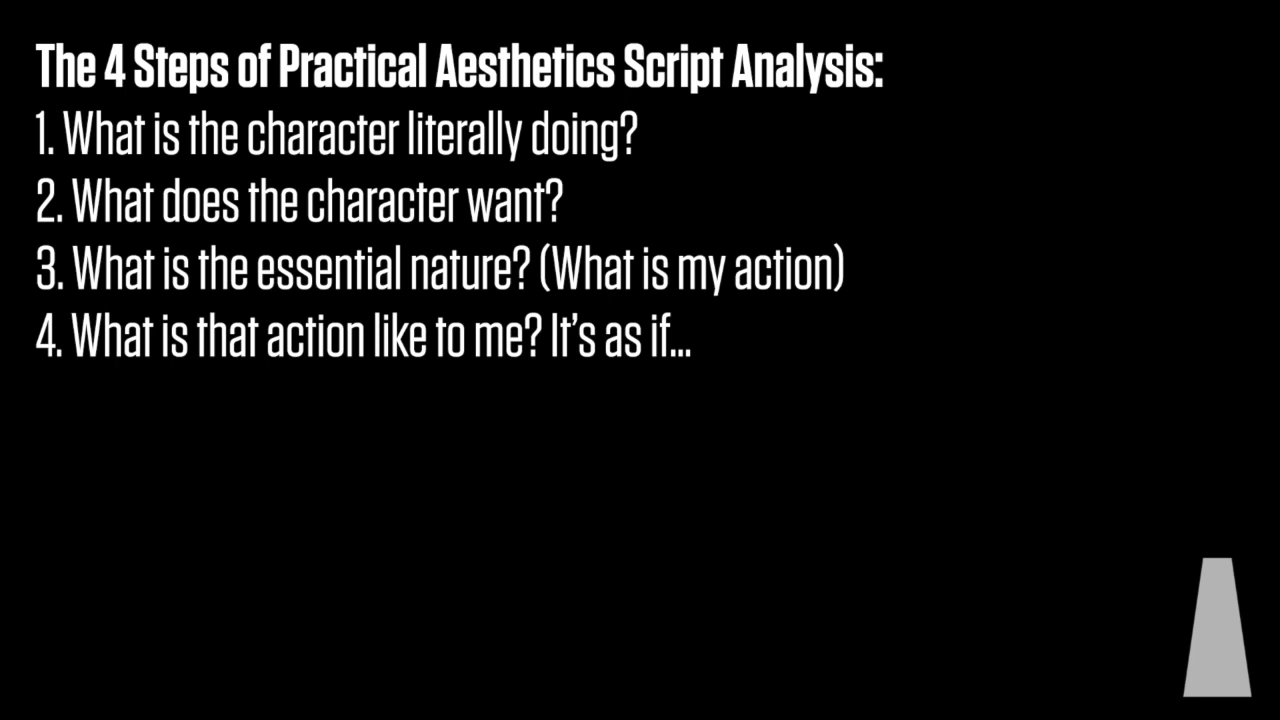 The 4 Steps of Practical Aesthetics Script Analysis:
1. What is the character literally doing?
2. What does the character want?
3. What is the essential nature? (What is my action)
4. What is that action like to me? It’s as if...